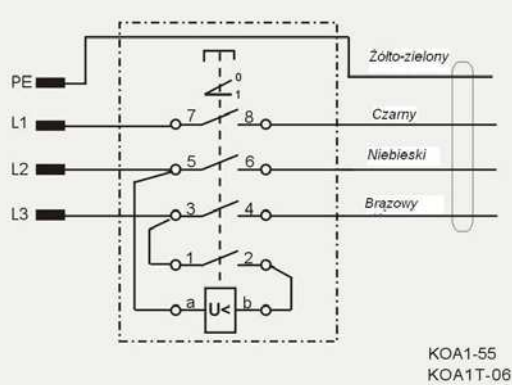 PE
Żółto-zielony
0
1
L1
7
8
Czarny
L2
5
6
Niebieski
L3
3
4
Brązowy
1
2
a
U<
b
KOA1-55
KOA1T-06